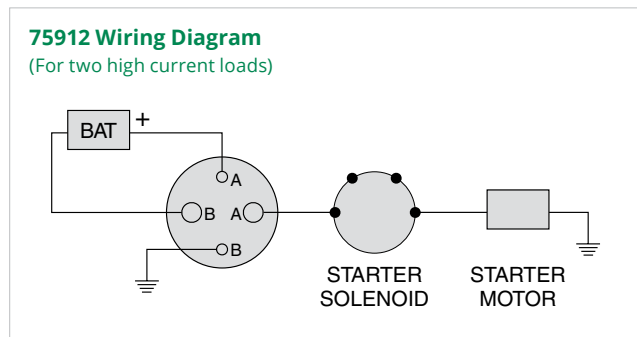 75912 Wiring Diagram
(For two high current loads)
BAT +
A
B A
B
STARTER
SOLENOID
STARTER
MOTOR